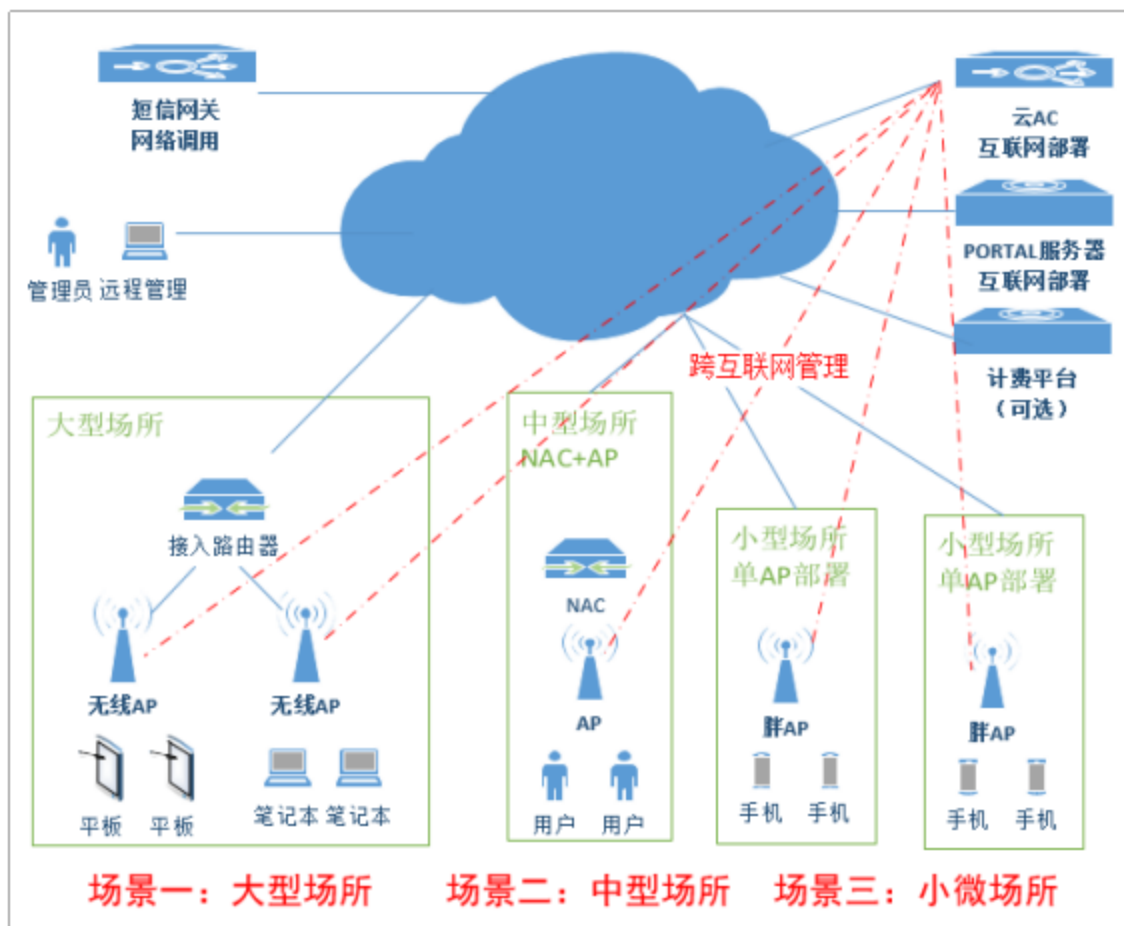 短信网关
网络调用
云AC
互联网部署
管理员 远程管理
PORTAL服务器
互联网部署
跨互联网管理
计费平台
（可选）
大型场所
接入路由器
无线AP
无线AP
平板
平板
笔记本
笔记本
中型场所
NAC+AP
NAC
AP
用户
用户
小型场所
单AP部署
胖AP
手机
手机
小型场所
单AP部署
胖AP
手机
手机
场景一：大型场所
场景二：中型场所
场景三：小微场所